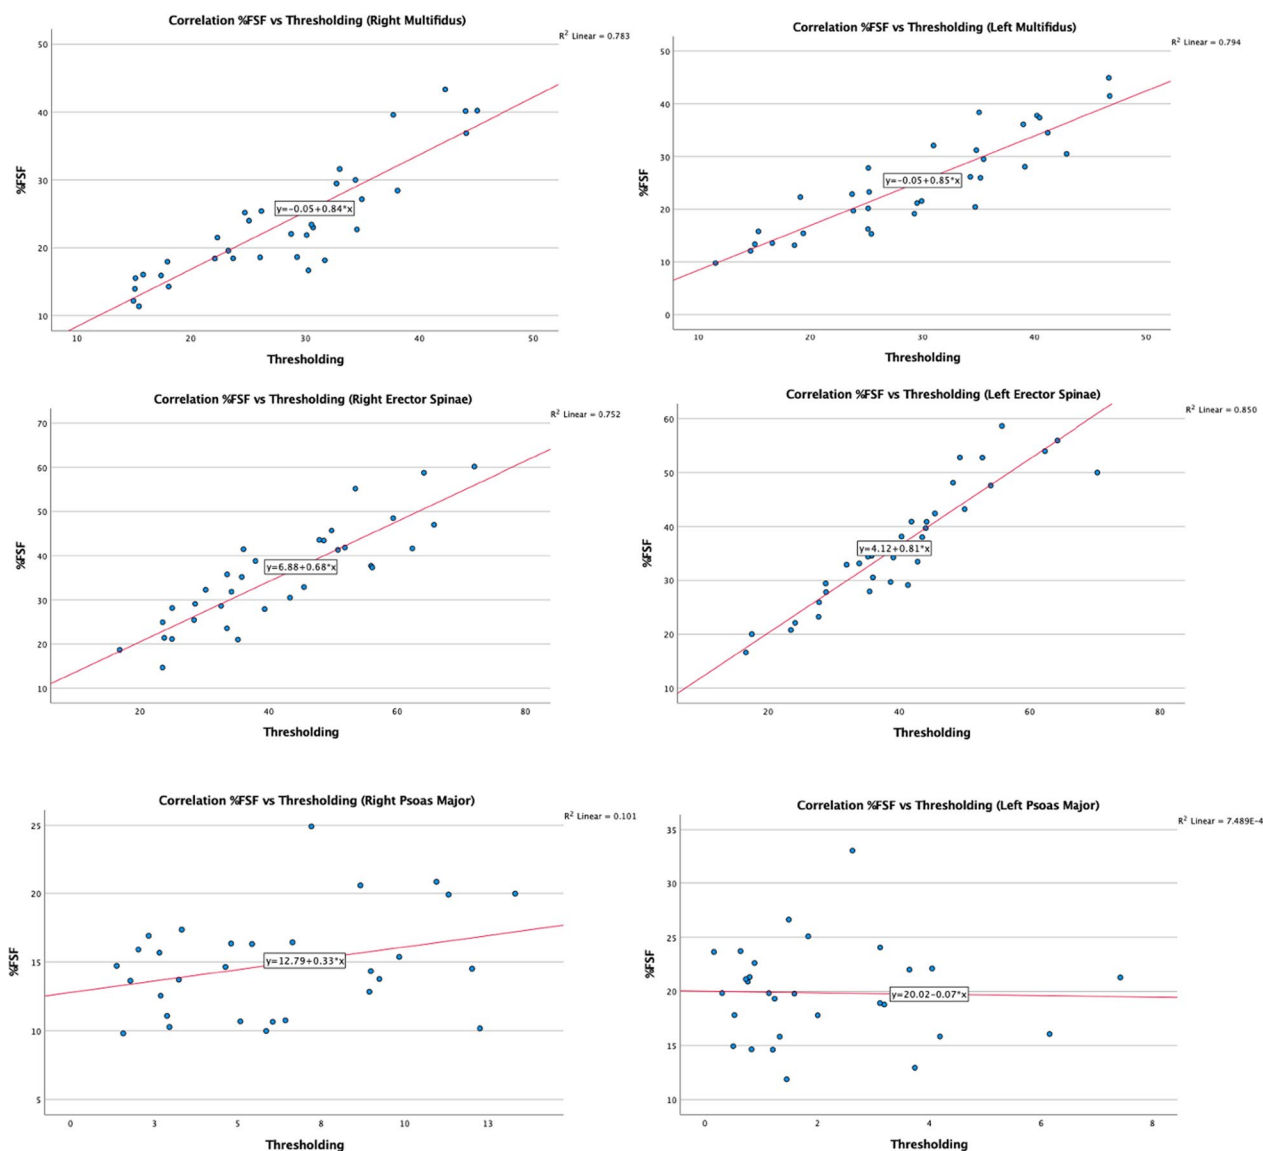 Correlation %FSF vs Thresholding (Right Multifidus)
R² Linear = 0.783
50
40
30
20
10
%FSF
y=-0.05+0.84*x
10 20 30 40 50
Thresholding
Correlation %FSF vs Thresholding (Left Multifidus)
R² Linear = 0.794
50
40
30
20
10
0
%FSF
y=-0.05+0.85*x
10 20 30 40 50
Thresholding
Correlation %FSF vs Thresholding (Right Erector Spinae)
R² Linear = 0.752
70
60
50
40
30
20
10
%FSF
y=6.88+0.68*x
20 40 60 80
Thresholding
Correlation %FSF vs Thresholding (Left Erector Spinae)
R² Linear = 0.850
60
50
40
30
20
10
%FSF
y=4.12+0.81*x
20 40 60 80
Thresholding
Correlation %FSF vs Thresholding (Right Psoas Major)
R² Linear = 0.101
25
20
15
10
5
%FSF
y=12.79+0.33*x
0 3 5 8 10 13
Thresholding
Correlation %FSF vs Thresholding (Left Psoas Major)
R² Linear = 7.489E-4
35
30
25
20
15
10
%FSF
y=20.02-0.07*x
0 2 4 6 8
Thresholding